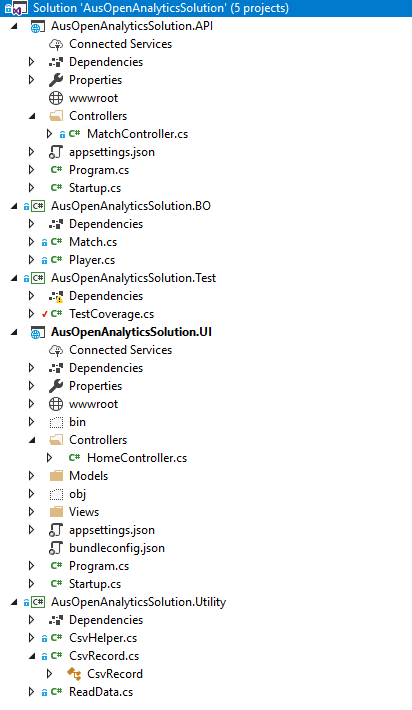 Solution 'AusOpenAnalyticsSolution' (5 projects)
AusOpenAnalyticsSolution.API
Connected Services
Dependencies
Properties
wwwroot
Controllers
C# MatchController.cs
appsettings.json
C# Program.cs
C# Startup.cs
C# AusOpenAnalyticsSolution.BO
Dependencies
C# Match.cs
C# Player.cs
C# AusOpenAnalyticsSolution.Test
Dependencies
C# TestCoverage.cs
AusOpenAnalyticsSolution.UI
Connected Services
Dependencies
Properties
wwwroot
bin
Controllers
C# HomeController.cs
Models
obj
Views
appsettings.json
bundleconfig.json
C# Program.cs
C# Startup.cs
C# AusOpenAnalyticsSolution.Utility
Dependencies
C# CsvHelper.cs
C# CsvRecord.cs
CsvRecord
C# ReadData.cs